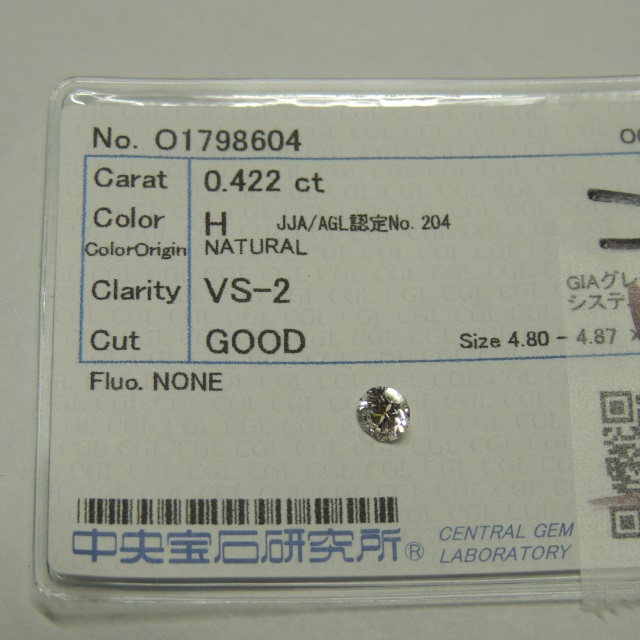 No. O1798604
Carat 0.422 ct
Color H JJA/AGL認定No. 204
ColorOrigin NATURAL
Clarity VS-2
Cut GOOD Size 4.80 - 4.87 ×
Fluo. NONE
GIAグレ
システ
中央宝石研究所®
CENTRAL GEM
LABORATORY